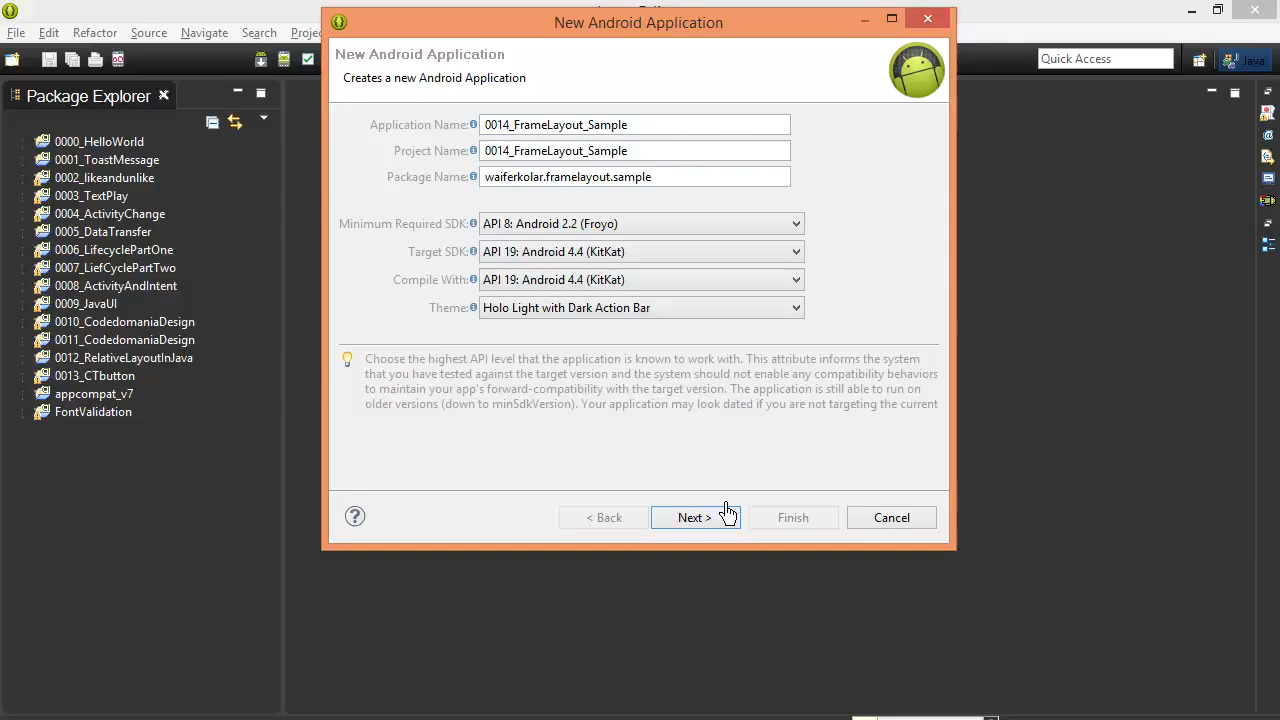 New Android Application
File Edit Refactor Source Navigate Search
New Android Application
Creates a new Android Application
Quick Access
Java
Package Explorer
Application Name: 0014_FrameLayout_Sample
Project Name: 0014_FrameLayout_Sample
Package Name: waiferkolar.framelayout.sample
Minimum Required SDK: API 8: Android 2.2 (Froyo)
Target SDK: API 19: Android 4.4 (KitKat)
Compile With: API 19: Android 4.4 (KitKat)
Theme: Holo Light with Dark Action Bar
Choose the highest API level that the application is known to work with. This attribute informs the system
that you have tested against the target version and the system should not enable any compatibility behaviors
to maintain your app's forward-compatibility with the target version. The application is still able to run on
older versions (down to minSdkVersion). Your application may look dated if you are not targeting the current
< Back Next > Finish Cancel
0000_HelloWorld
0001_ToastMessage
0002_likeandunlike
0003_TextPlay
0004_ActivityChange
0005_DataTransfer
0006_LifecyclePartOne
0007_LiefCyclePartTwo
0008_ActivityAndIntent
0009_JavaUI
0010_CodedomaniaDesign
0011_CodedomaniaDesign
0012_RelativeLayoutInJava
0013_CTbutton
appcompat_v7
FontValidation